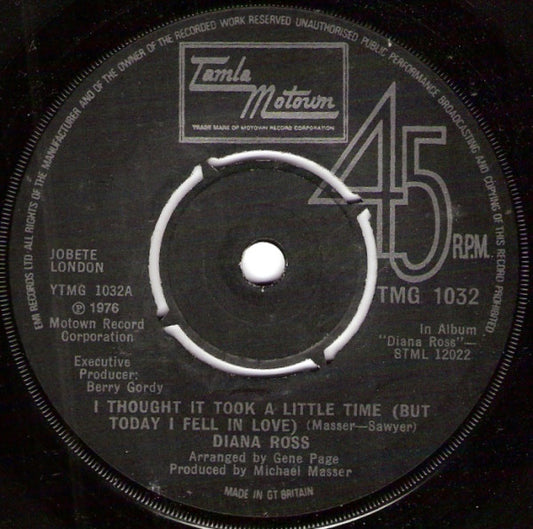 EMI RECORDS LTD ALL RIGHTS OF THE MANUFACTURER AND OF THE OWNER OF THE RECORDED WORK RESERVED UNAUTHORISED PUBLIC PERFORMANCE BROADCASTING AND COPYING OF THIS RECORD PROHIBITED
Tamla
Motown
TRADE MARK OF MOTOWN RECORD CORPORATION
45
R.P.M.
JOBETE
LONDON
YTMG 1032A
℗ 1976
Motown Record
Corporation
Executive
Producer:
Berry Gordy
TMG 1032
In Album
"Diana Rose"—
STML 12022
I THOUGHT IT TOOK A LITTLE TIME (BUT
TODAY I FELL IN LOVE) (Masser—Sawyer)
DIANA ROSS
Arranged by Gene Page
Produced by Michael Masser
MADE IN GT BRITAIN